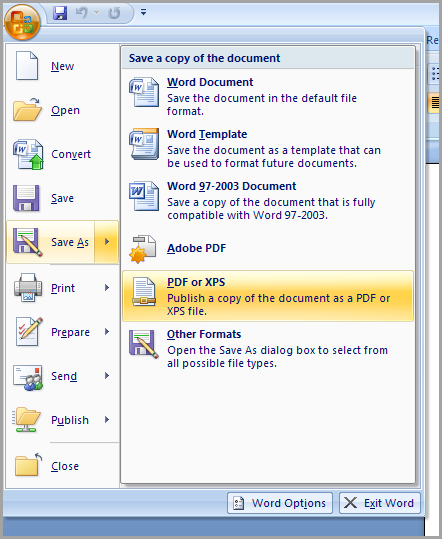 Save a copy of the document
New
Open
Convert
Save
Save As
Print
Prepare
Send
Publish
Close
Word Document
Save the document in the default file
format.
Word Template
Save the document as a template that can
be used to format future documents.
Word 97-2003 Document
Save a copy of the document that is fully
compatible with Word 97-2003.
Adobe PDF
PDF or XPS
Publish a copy of the document as a PDF or
XPS file.
Other Formats
Open the Save As dialog box to select from
all possible file types.
Word Options
Exit Word
Re